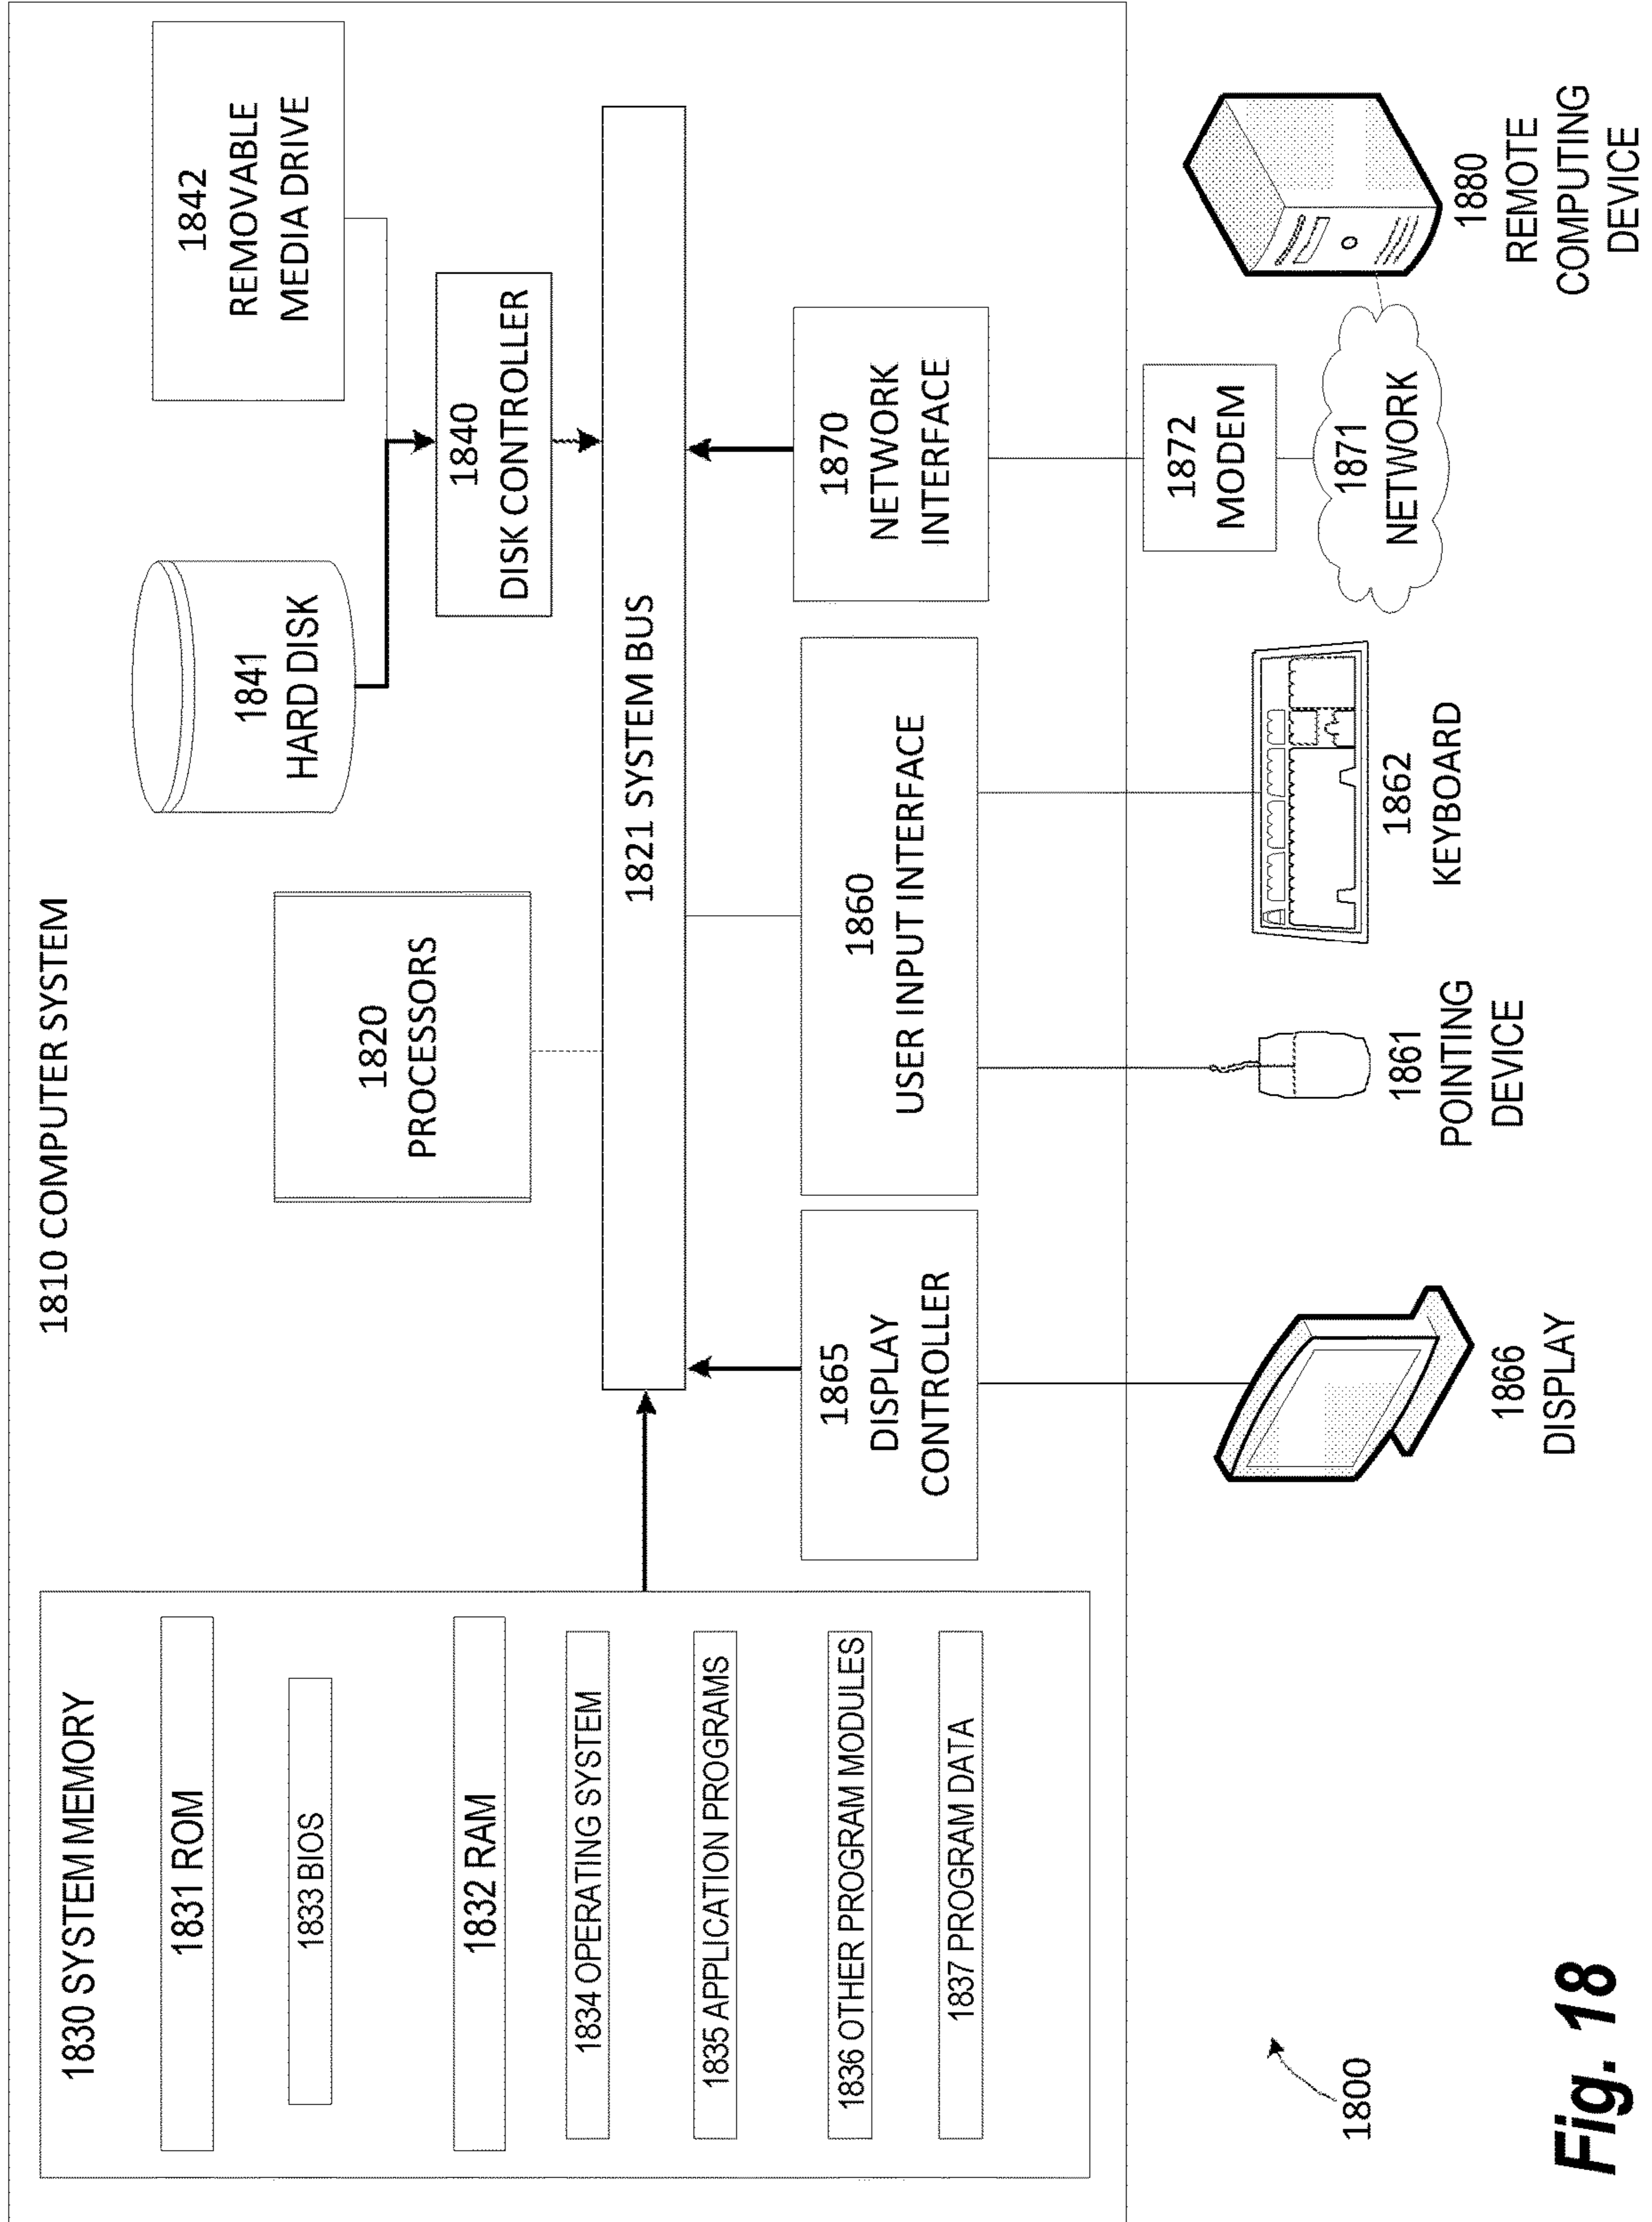 1810 COMPUTER SYSTEM
1830 SYSTEM MEMORY
1831 ROM
1833 BIOS
1832 RAM
1834 OPERATING SYSTEM
1835 APPLICATION PROGRAMS
1836 OTHER PROGRAM MODULES
1837 PROGRAM DATA
1820
PROCESSORS
1841
HARD DISK
1842
REMOVABLE
MEDIA DRIVE
1840
DISK CONTROLLER
1821 SYSTEM BUS
1865
DISPLAY
CONTROLLER
1860
USER INPUT INTERFACE
1870
NETWORK
INTERFACE
1872
MODEM
1871
NETWORK
1866
DISPLAY
1861
POINTING
DEVICE
1862
KEYBOARD
1880
REMOTE
COMPUTING
DEVICE
1800
Fig. 18